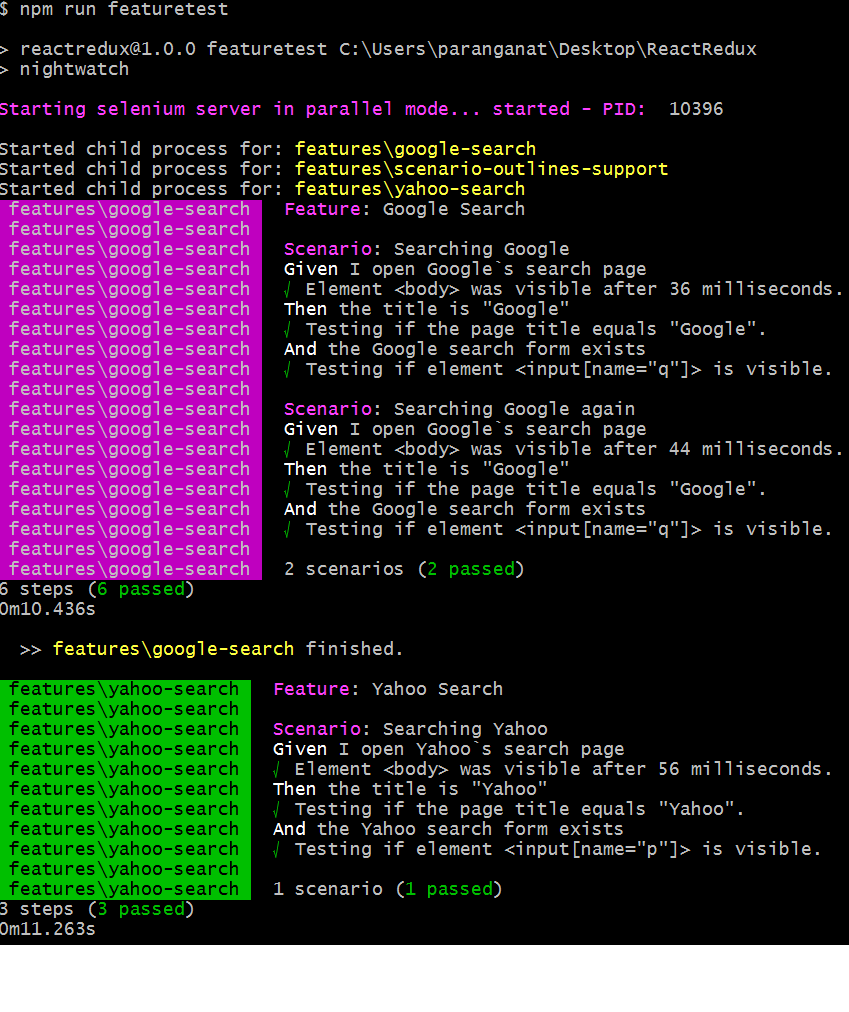 $ npm run featuretest
> reactredux@1.0.0 featuretest C:\Users\paranganat\Desktop\ReactRedux
> nightwatch
Starting selenium server in parallel mode... started - PID:  10396
Started child process for: features\google-search
Started child process for: features\scenario-outlines-support
Started child process for: features\yahoo-search
features\google-search   Feature: Google Search
features\google-search
features\google-search   Scenario: Searching Google
features\google-search   Given I open Google`s search page
features\google-search   √ Element <body> was visible after 36 milliseconds.
features\google-search   Then the title is "Google"
features\google-search   √ Testing if the page title equals "Google".
features\google-search   And the Google search form exists
features\google-search   √ Testing if element <input[name="q"]> is visible.
features\google-search
features\google-search   Scenario: Searching Google again
features\google-search   Given I open Google`s search page
features\google-search   √ Element <body> was visible after 44 milliseconds.
features\google-search   Then the title is "Google"
features\google-search   √ Testing if the page title equals "Google".
features\google-search   And the Google search form exists
features\google-search   √ Testing if element <input[name="q"]> is visible.
features\google-search
features\google-search   2 scenarios (2 passed)
6 steps (6 passed)
0m10.436s
>> features\google-search finished.
features\yahoo-search   Feature: Yahoo Search
features\yahoo-search
features\yahoo-search   Scenario: Searching Yahoo
features\yahoo-search   Given I open Yahoo`s search page
features\yahoo-search   √ Element <body> was visible after 56 milliseconds.
features\yahoo-search   Then the title is "Yahoo"
features\yahoo-search   √ Testing if the page title equals "Yahoo".
features\yahoo-search   And the Yahoo search form exists
features\yahoo-search   √ Testing if element <input[name="p"]> is visible.
features\yahoo-search
features\yahoo-search   1 scenario (1 passed)
3 steps (3 passed)
0m11.263s